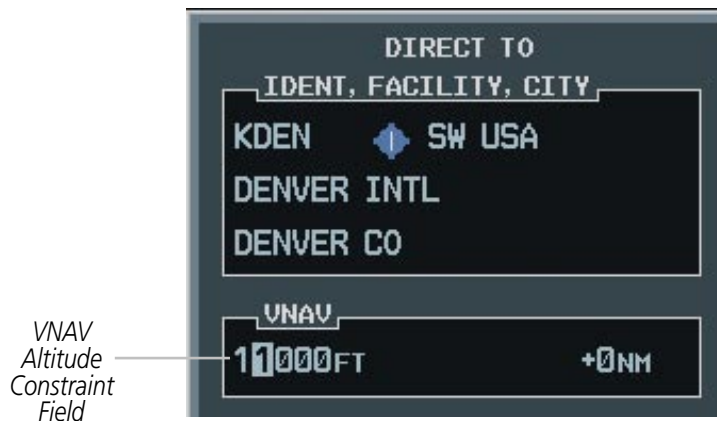 DIRECT TO
IDENT, FACILITY, CITY
KDEN SW USA
DENVER INTL
DENVER CO
VNAV
11000FT +0NM
VNAV
Altitude
Constraint
Field